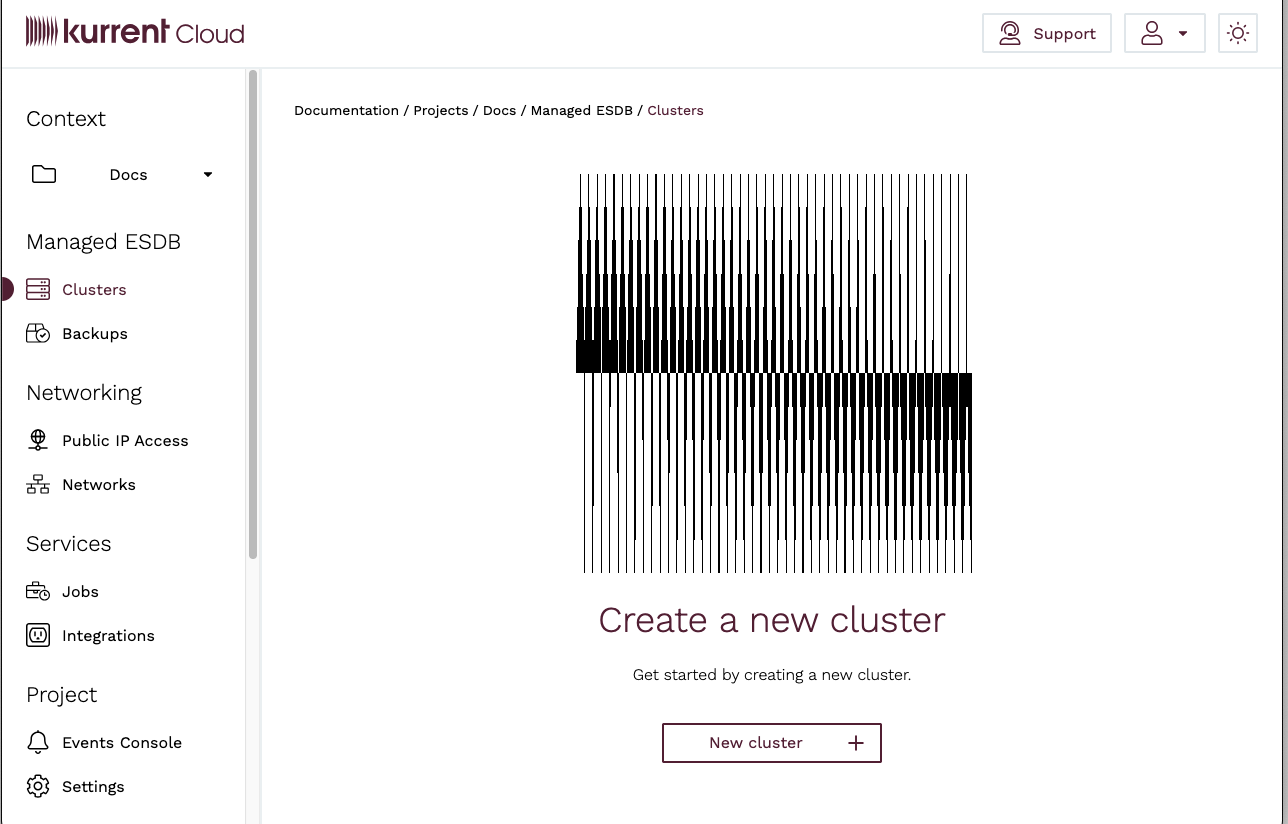 kurrent Cloud
Support
Documentation / Projects / Docs / Managed ESDB / Clusters
Context
Docs
Managed ESDB
Clusters
Backups
Networking
Public IP Access
Networks
Services
Jobs
Integrations
Project
Events Console
Settings
Create a new cluster
Get started by creating a new cluster.
New cluster